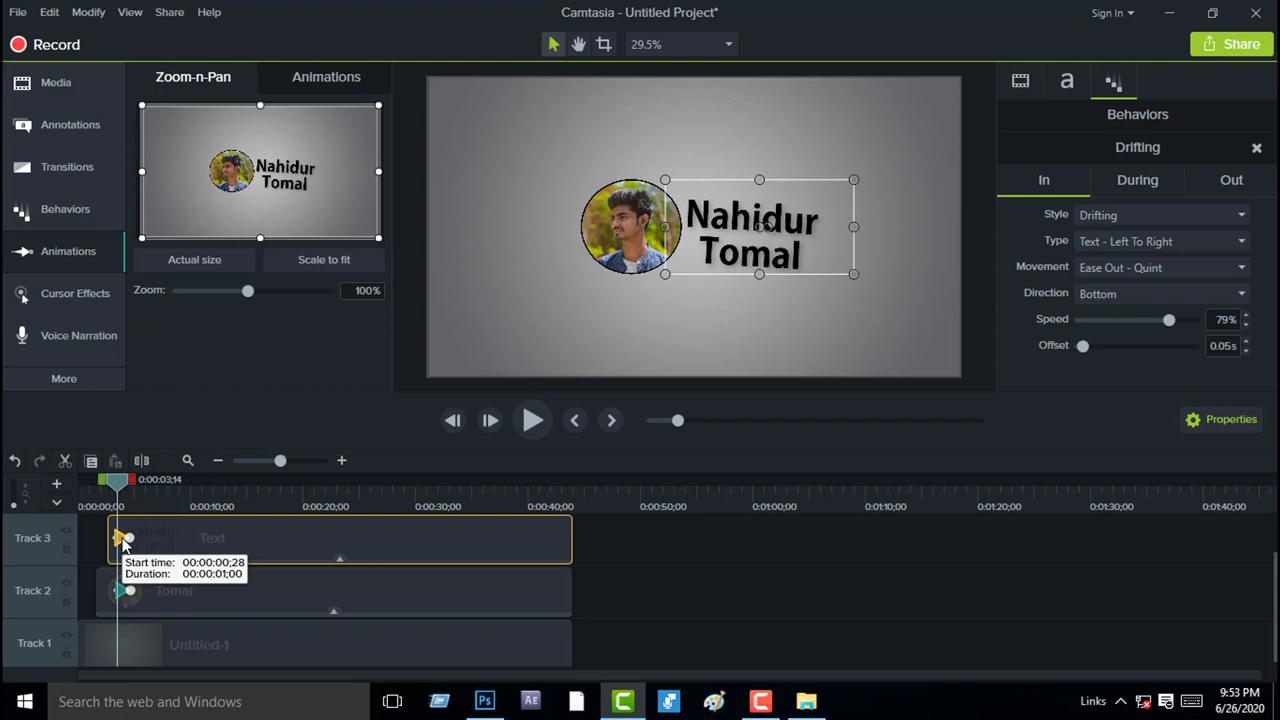 File Edit Modify View Share Help
Camtasia - Untitled Project*
Sign In
Record
29.5%
Share
Media
Annotations
Transitions
Behaviors
Animations
Cursor Effects
Voice Narration
More
Zoom-n-Pan Animations
Nahidur
Tomal
Actual size Scale to fit
Zoom: 100%
Nahidur
Tomal
a
Behaviors
Drifting
In During Out
Style Drifting
Type Text - Left To Right
Movement Ease Out - Quint
Direction Bottom
Speed 79%
Offset 0.05s
Properties
0:00:03;14
0:00:00;00 0:00:10;00 0:00:20;00 0:00:30;00 0:00:40;00 0:00:50;00 0:01:00;00 0:01:10;00 0:01:20;00 0:01:30;00 0:01:40;00
Track 3 Text
Start time: 00:00:00;28
Duration: 00:00:01;00
Track 2 Tomal
Track 1 Untitled-1
Search the web and Windows
Ps
Ae
Links
9:53 PM
6/26/2020